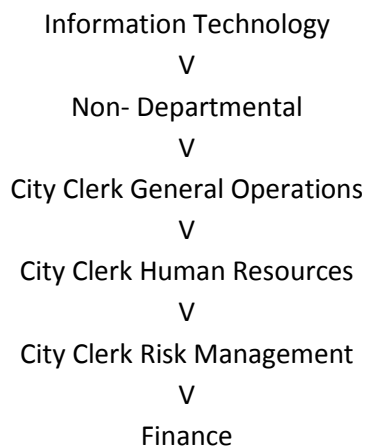 Information Technology
V
Non- Departmental
V
City Clerk General Operations
V
City Clerk Human Resources
V
City Clerk Risk Management
V
Finance